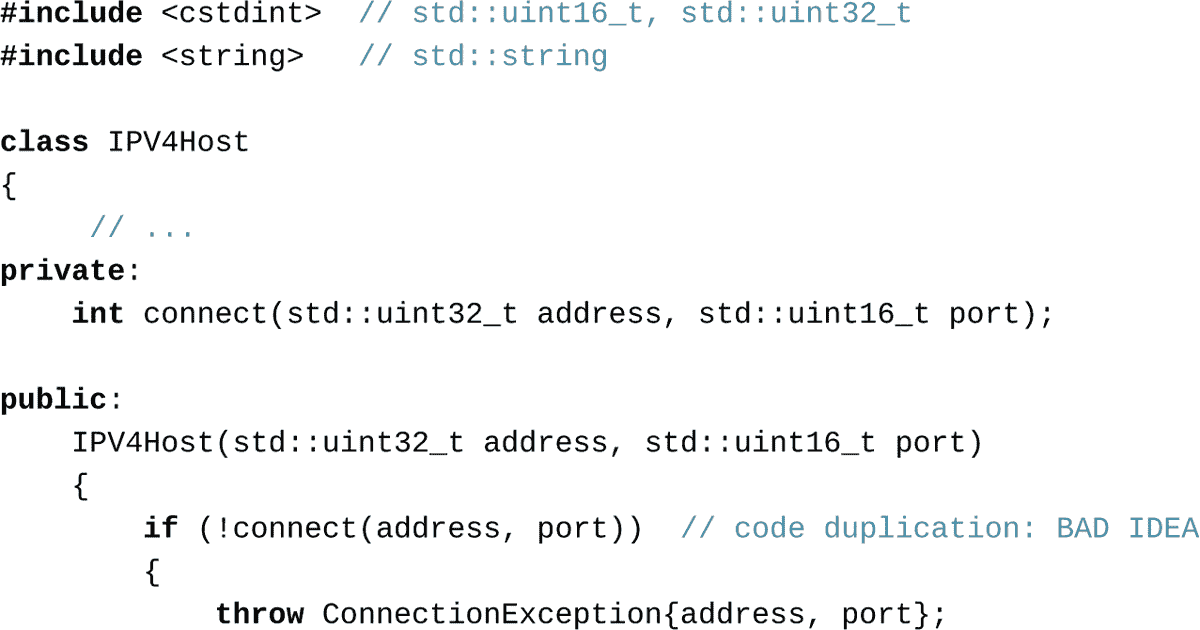 #include <cstdint>  // std::uint16_t, std::uint32_t
#include <string>   // std::string
class IPV4Host
{
     // ...
private:
    int connect(std::uint32_t address, std::uint16_t port);
public:
    IPV4Host(std::uint32_t address, std::uint16_t port)
    {
        if (!connect(address, port))  // code duplication: BAD IDEA
        {
            throw ConnectionException{address, port};